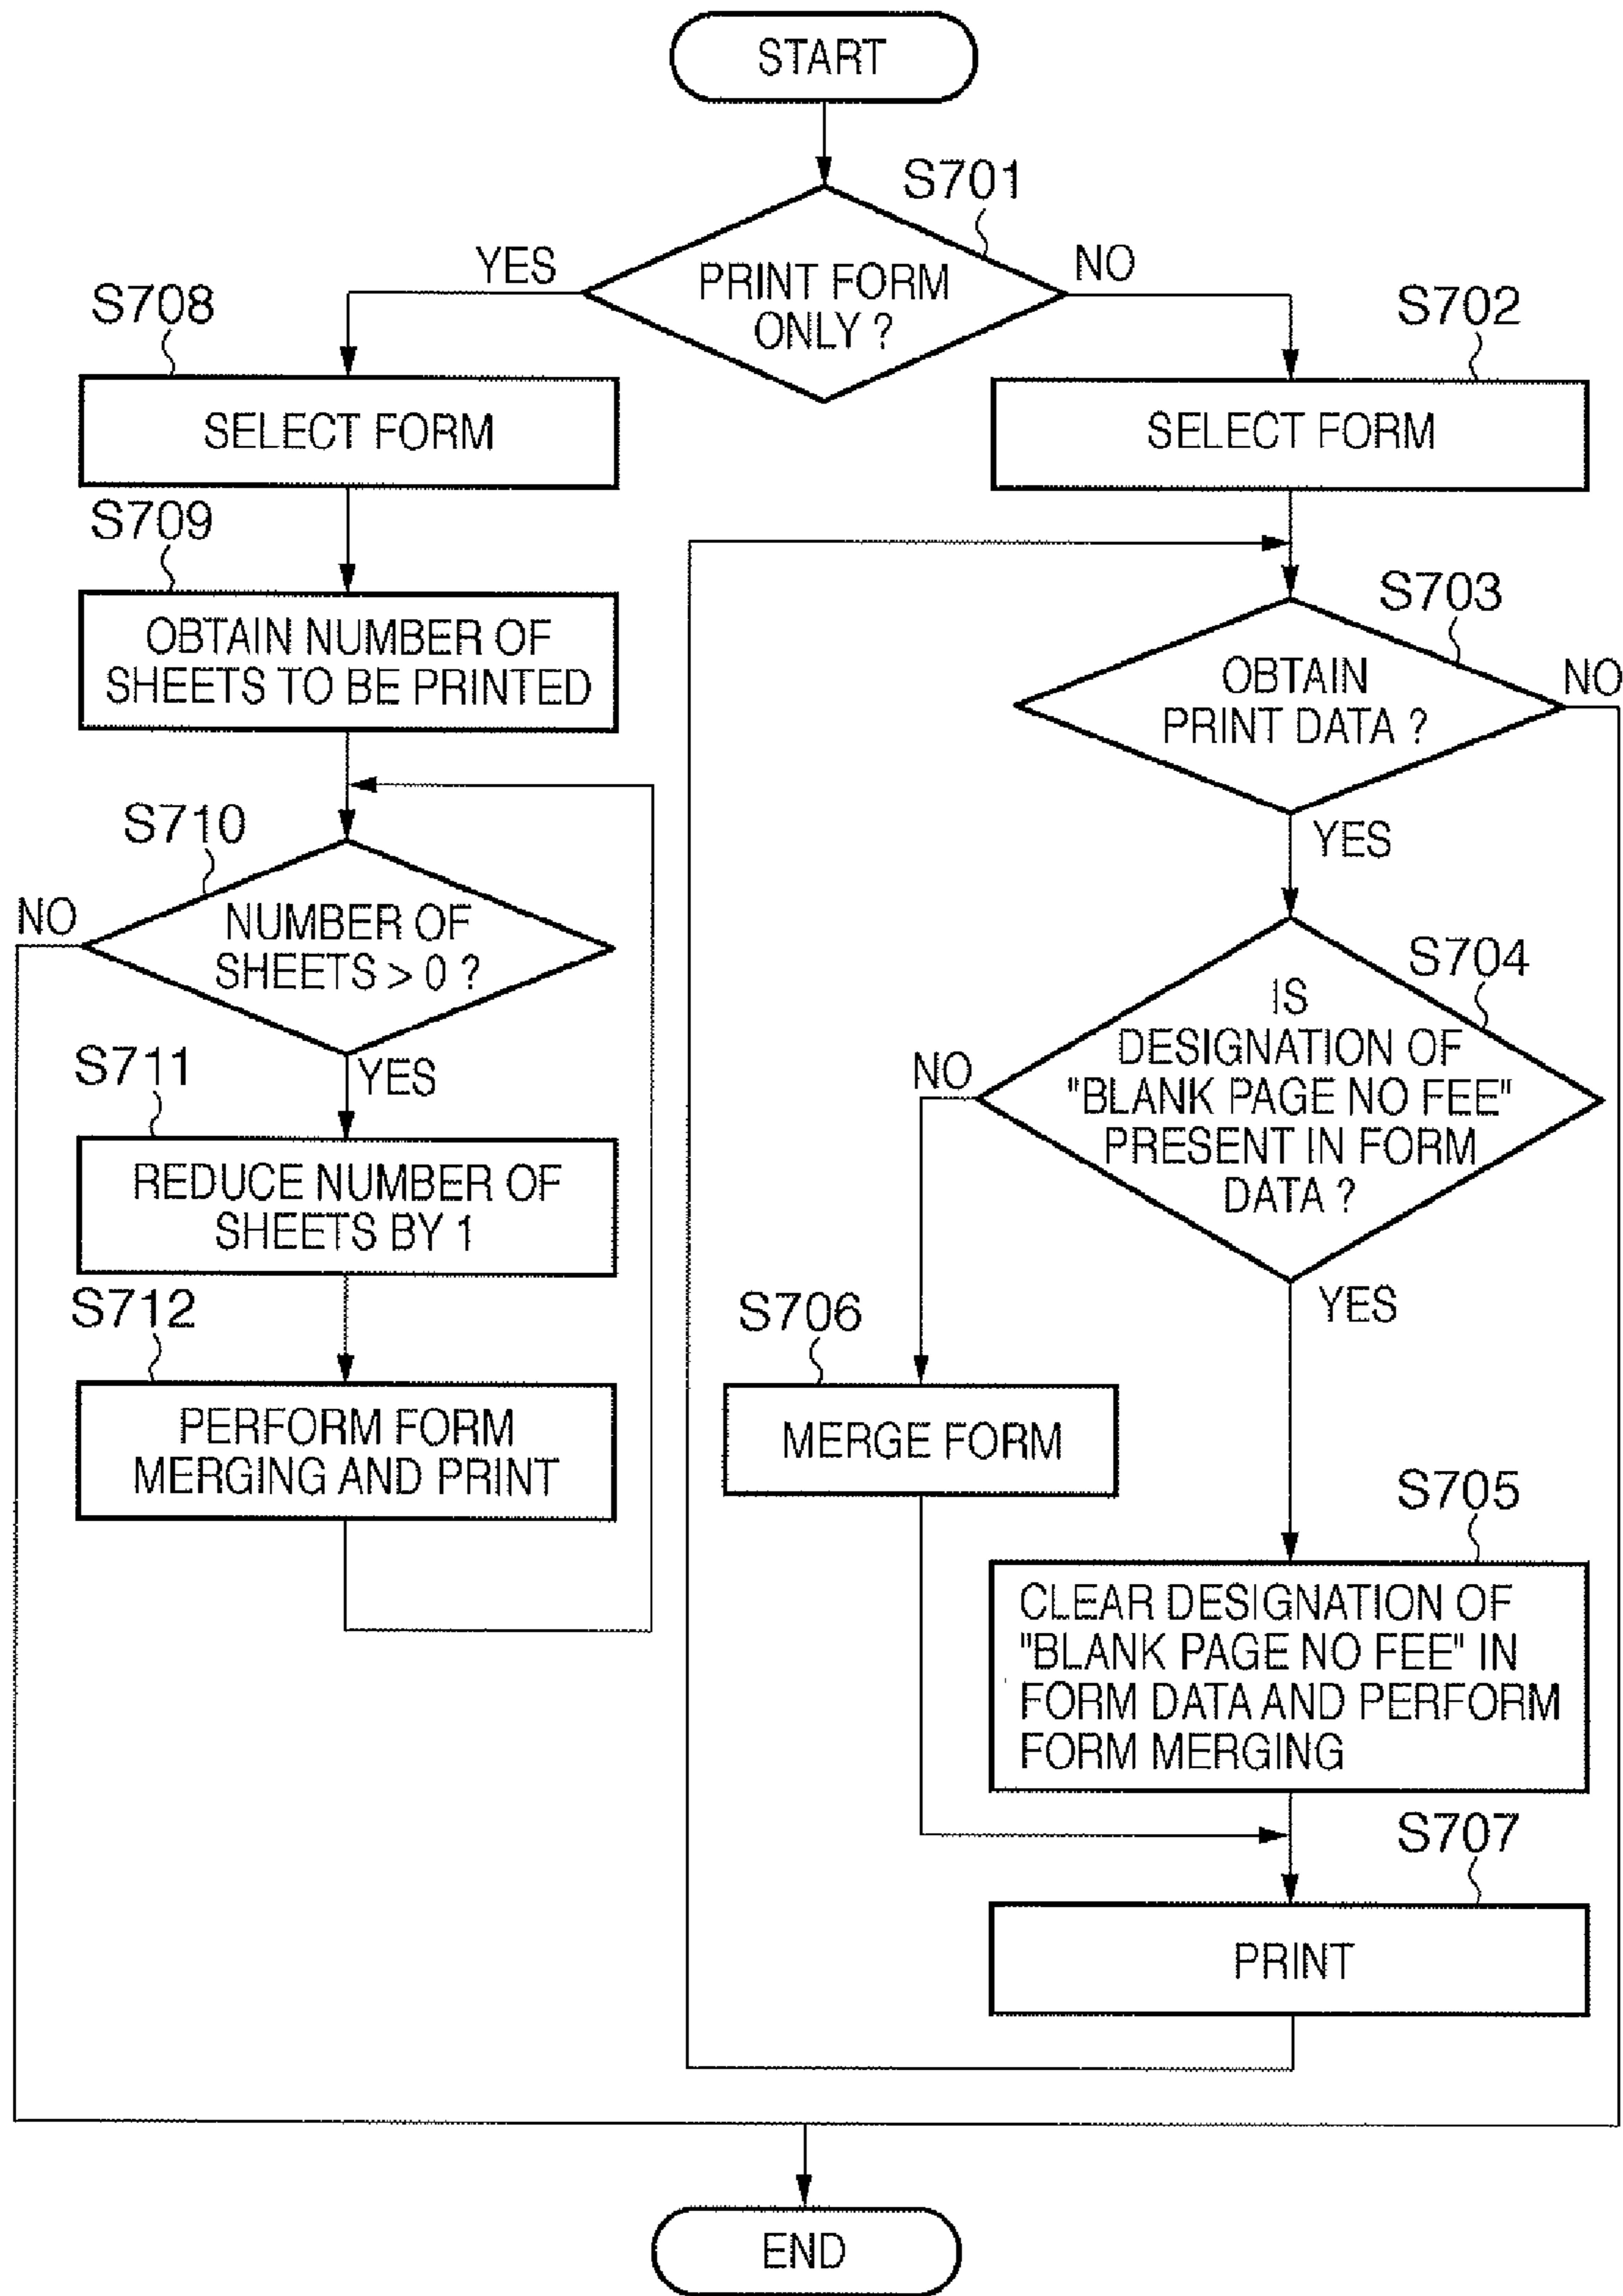 START
S701
YES
NO
PRINT FORM
ONLY ?
S708
S702
SELECT FORM
SELECT FORM
S709
OBTAIN NUMBER OF
SHEETS TO BE PRINTED
S703
OBTAIN
PRINT DATA ?
NO
YES
S710
NO
NUMBER OF
SHEETS > 0 ?
YES
S704
IS
DESIGNATION OF
"BLANK PAGE NO FEE"
PRESENT IN FORM
DATA ?
NO
YES
S711
REDUCE NUMBER OF
SHEETS BY 1
S712
PERFORM FORM
MERGING AND PRINT
S706
MERGE FORM
S705
CLEAR DESIGNATION OF
"BLANK PAGE NO FEE" IN
FORM DATA AND PERFORM
FORM MERGING
S707
PRINT
END